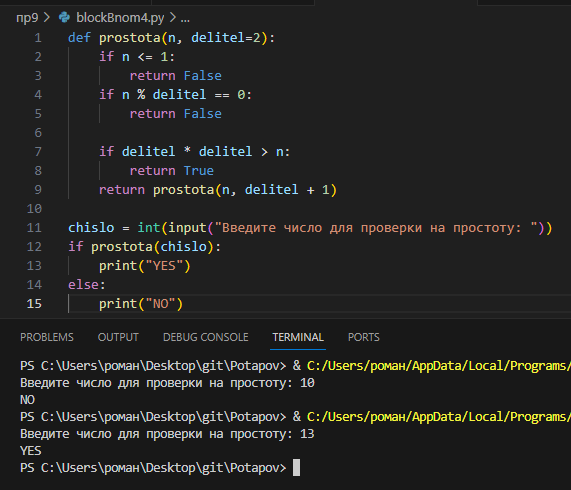 пр9 > blockBnom4.py > ...
1 def prostota(n, delitel=2):
2     if n <= 1:
3         return False
4     if n % delitel == 0:
5         return False
6
7     if delitel * delitel > n:
8         return True
9     return prostota(n, delitel + 1)
10
11 chislo = int(input("Введите число для проверки на простоту: "))
12 if prostota(chislo):
13     print("YES")
14 else:
15     print("NO")
PROBLEMS OUTPUT DEBUG CONSOLE TERMINAL PORTS
PS C:\Users\роман\Desktop\git\Potapov> & C:/Users/роман/AppData/Local/Programs/
Введите число для проверки на простоту: 10
NO
PS C:\Users\роман\Desktop\git\Potapov> & C:/Users/роман/AppData/Local/Programs/
Введите число для проверки на простоту: 13
YES
PS C:\Users\роман\Desktop\git\Potapov>